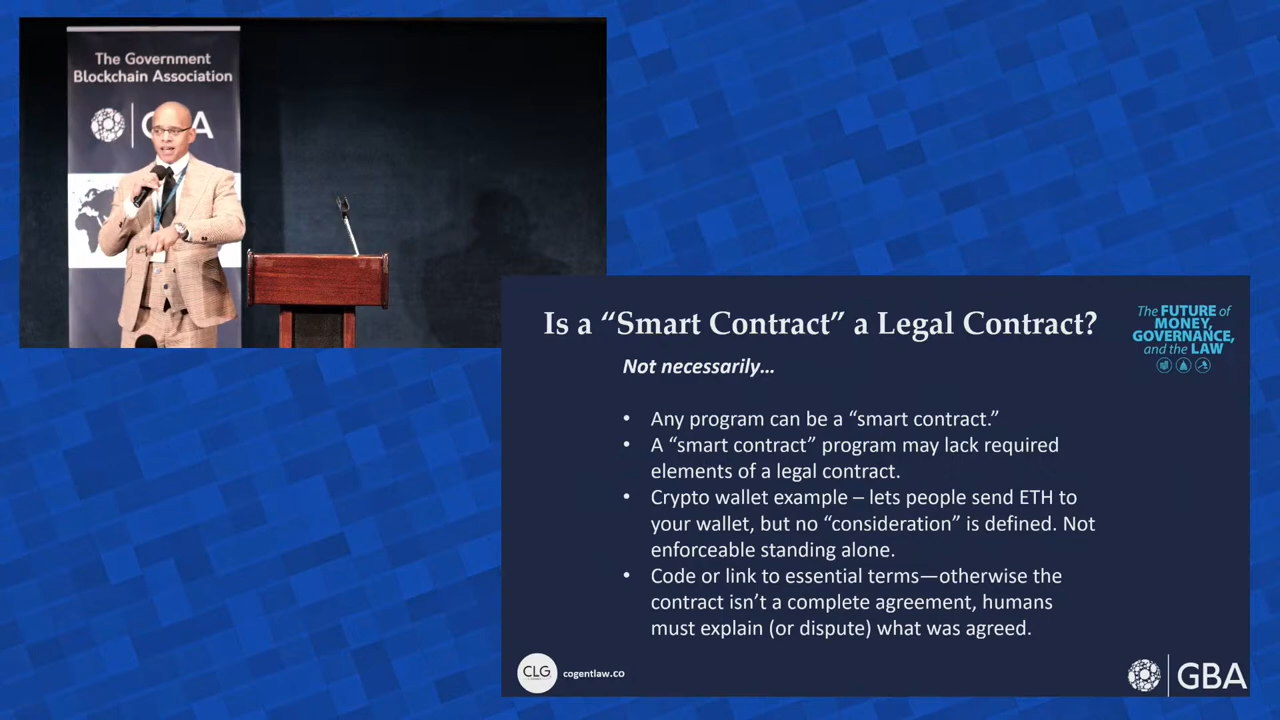 The Government
Blockchain Association
Is a “Smart Contract” a Legal Contract?
The FUTURE of
MONEY,
GOVERNANCE,
and the LAW
Not necessarily…
• Any program can be a “smart contract.”
• A “smart contract” program may lack required
elements of a legal contract.
• Crypto wallet example – lets people send ETH to
your wallet, but no “consideration” is defined. Not
enforceable standing alone.
• Code or link to essential terms—otherwise the
contract isn’t a complete agreement, humans
must explain (or dispute) what was agreed.
CLG
cogentlaw.co
GBA